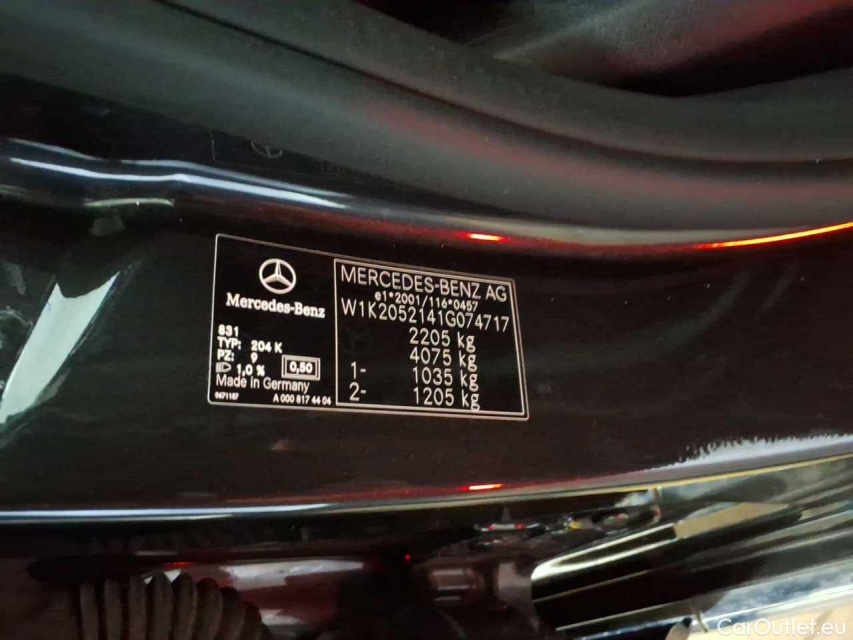 Mercedes-Benz
831
TYP: 204 K
PZ: 9
1,0 % 0,50
Made in Germany
A 000 817 44 04
MERCEDES-BENZ AG
e1*2001/116*0457
W1K2052141G074717
2205 kg
4075 kg
1- 1035 kg
2- 1205 kg
CarOutlet.eu